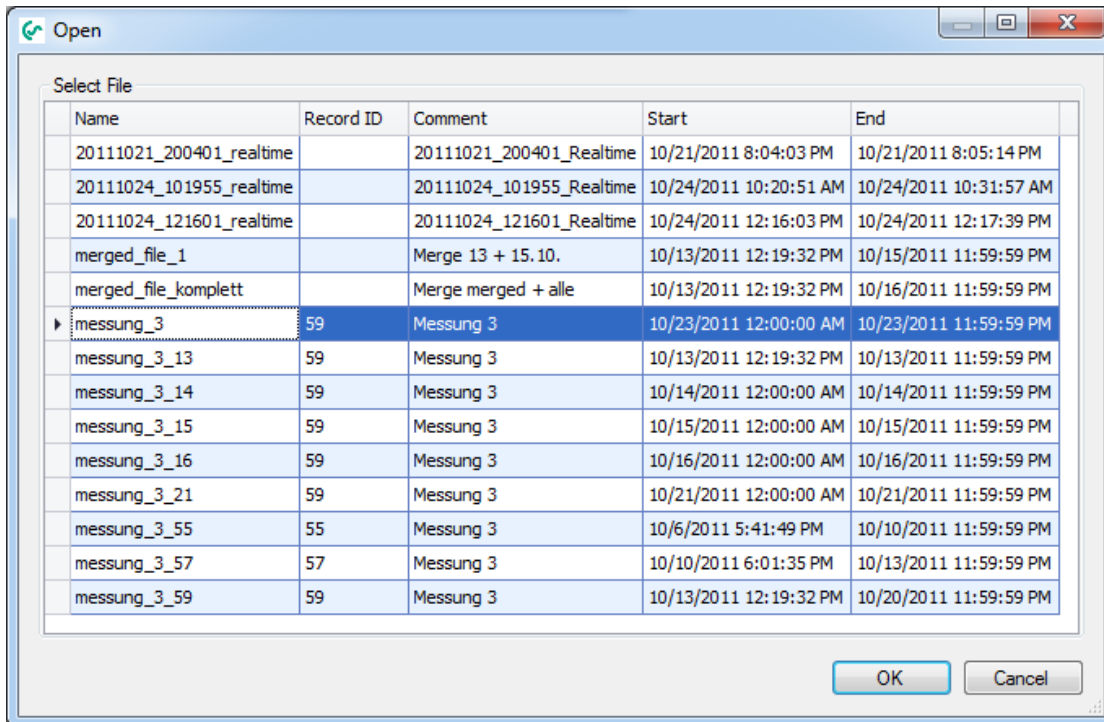 Open
Select File
Name Record ID Comment Start End
20111021_200401_realtime 20111021_200401_Realtime 10/21/2011 8:04:03 PM 10/21/2011 8:05:14 PM
20111024_101955_realtime 20111024_101955_Realtime 10/24/2011 10:20:51 AM 10/24/2011 10:31:57 AM
20111024_121601_realtime 20111024_121601_Realtime 10/24/2011 12:16:03 PM 10/24/2011 12:17:39 PM
merged_file_1 Merge 13 + 15.10. 10/13/2011 12:19:32 PM 10/15/2011 11:59:59 PM
merged_file_komplett Merge merged + alle 10/13/2011 12:19:32 PM 10/16/2011 11:59:59 PM
messung_3 59 Messung 3 10/23/2011 12:00:00 AM 10/23/2011 11:59:59 PM
messung_3_13 59 Messung 3 10/13/2011 12:19:32 PM 10/13/2011 11:59:59 PM
messung_3_14 59 Messung 3 10/14/2011 12:00:00 AM 10/14/2011 11:59:59 PM
messung_3_15 59 Messung 3 10/15/2011 12:00:00 AM 10/15/2011 11:59:59 PM
messung_3_16 59 Messung 3 10/16/2011 12:00:00 AM 10/16/2011 11:59:59 PM
messung_3_21 59 Messung 3 10/21/2011 12:00:00 AM 10/21/2011 11:59:59 PM
messung_3_55 55 Messung 3 10/6/2011 5:41:49 PM 10/10/2011 11:59:59 PM
messung_3_57 57 Messung 3 10/10/2011 6:01:35 PM 10/13/2011 11:59:59 PM
messung_3_59 59 Messung 3 10/13/2011 12:19:32 PM 10/20/2011 11:59:59 PM
OK Cancel